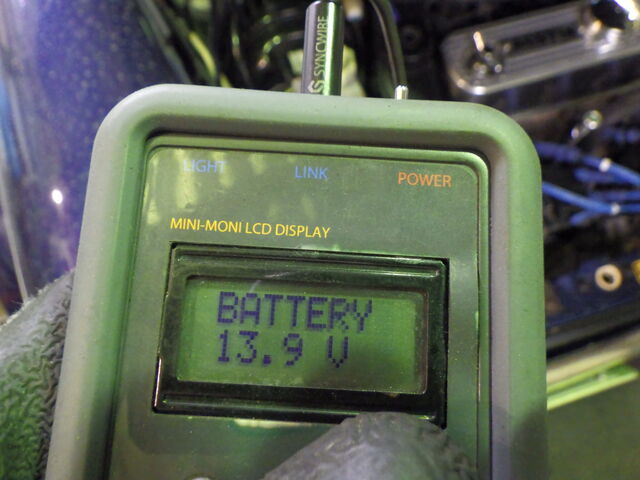 SYNCWIRE
LIGHT LINK POWER
MINI-MONI LCD DISPLAY
BATTERY
13.9 V